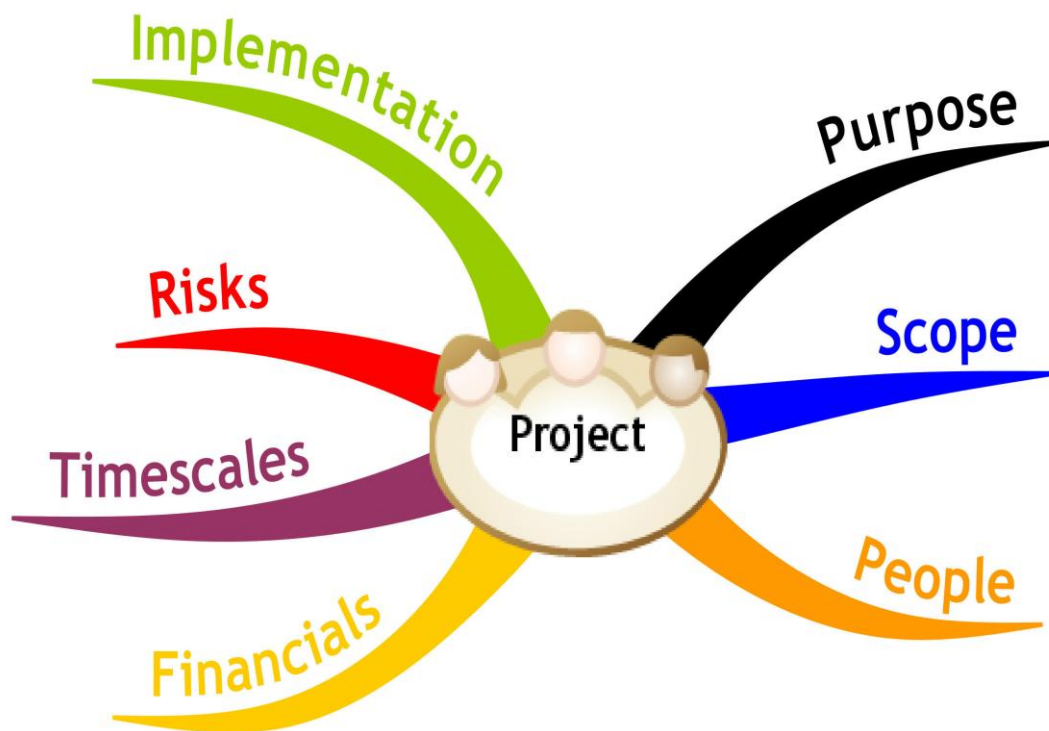 Implementation
Purpose
Risks
Scope
Project
Timescales
People
Financials